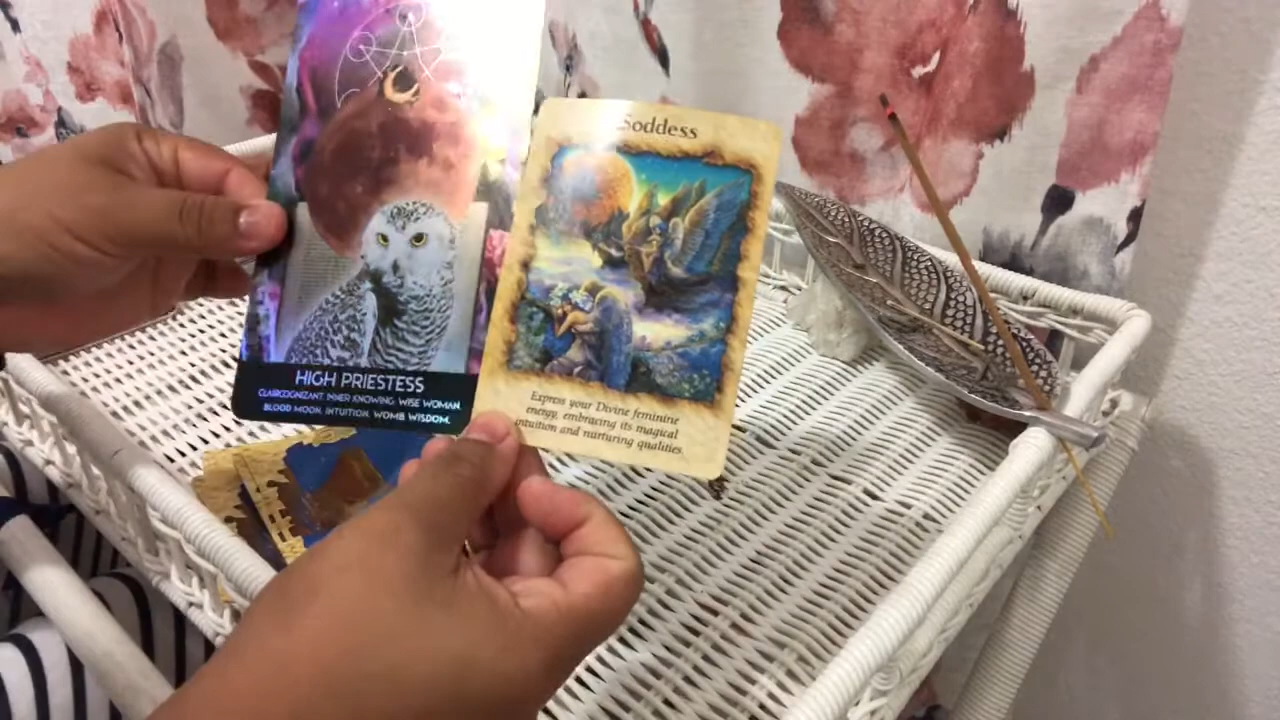 HIGH PRIESTESS
CLAIRCOGNIZANT. INNER KNOWING. WISE WOMAN.
BLOOD MOON. INTUITION. WOMB WISDOM.
Goddess
Express your Divine feminine
energy, embracing its magical
intuition and nurturing qualities.